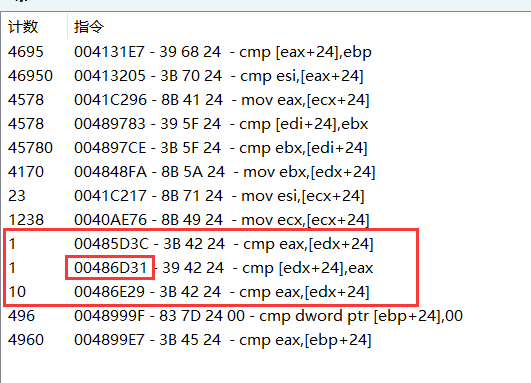 计数 指令
4695 004131E7 - 39 68 24 - cmp [eax+24],ebp
46950 00413205 - 3B 70 24 - cmp esi,[eax+24]
4578 0041C296 - 8B 41 24 - mov eax,[ecx+24]
4578 00489783 - 39 5F 24 - cmp [edi+24],ebx
45780 004897CE - 3B 5F 24 - cmp ebx,[edi+24]
4170 004848FA - 8B 5A 24 - mov ebx,[edx+24]
23 0041C217 - 8B 71 24 - mov esi,[ecx+24]
1238 0040AE76 - 8B 49 24 - mov ecx,[ecx+24]
1 00485D3C - 3B 42 24 - cmp eax,[edx+24]
1 00486D31 - 39 42 24 - cmp [edx+24],eax
10 00486E29 - 3B 42 24 - cmp eax,[edx+24]
496 0048999F - 83 7D 24 00 - cmp dword ptr [ebp+24],00
4960 004899E7 - 3B 45 24 - cmp eax,[ebp+24]